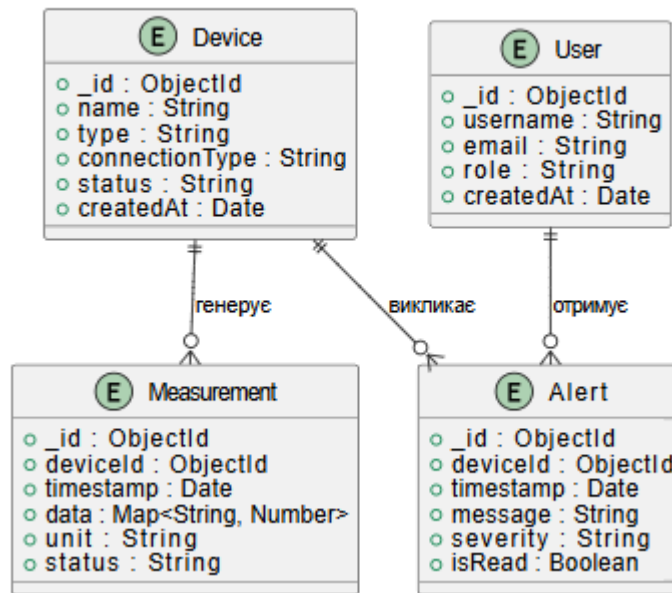 E Device
_id : ObjectId
name : String
type : String
connectionType : String
status : String
createdAt : Date
E User
_id : ObjectId
username : String
email : String
role : String
createdAt : Date
генерує
викликає
отримує
E Measurement
_id : ObjectId
deviceId : ObjectId
timestamp : Date
data : Map<String, Number>
unit : String
status : String
E Alert
_id : ObjectId
deviceId : ObjectId
timestamp : Date
message : String
severity : String
isRead : Boolean